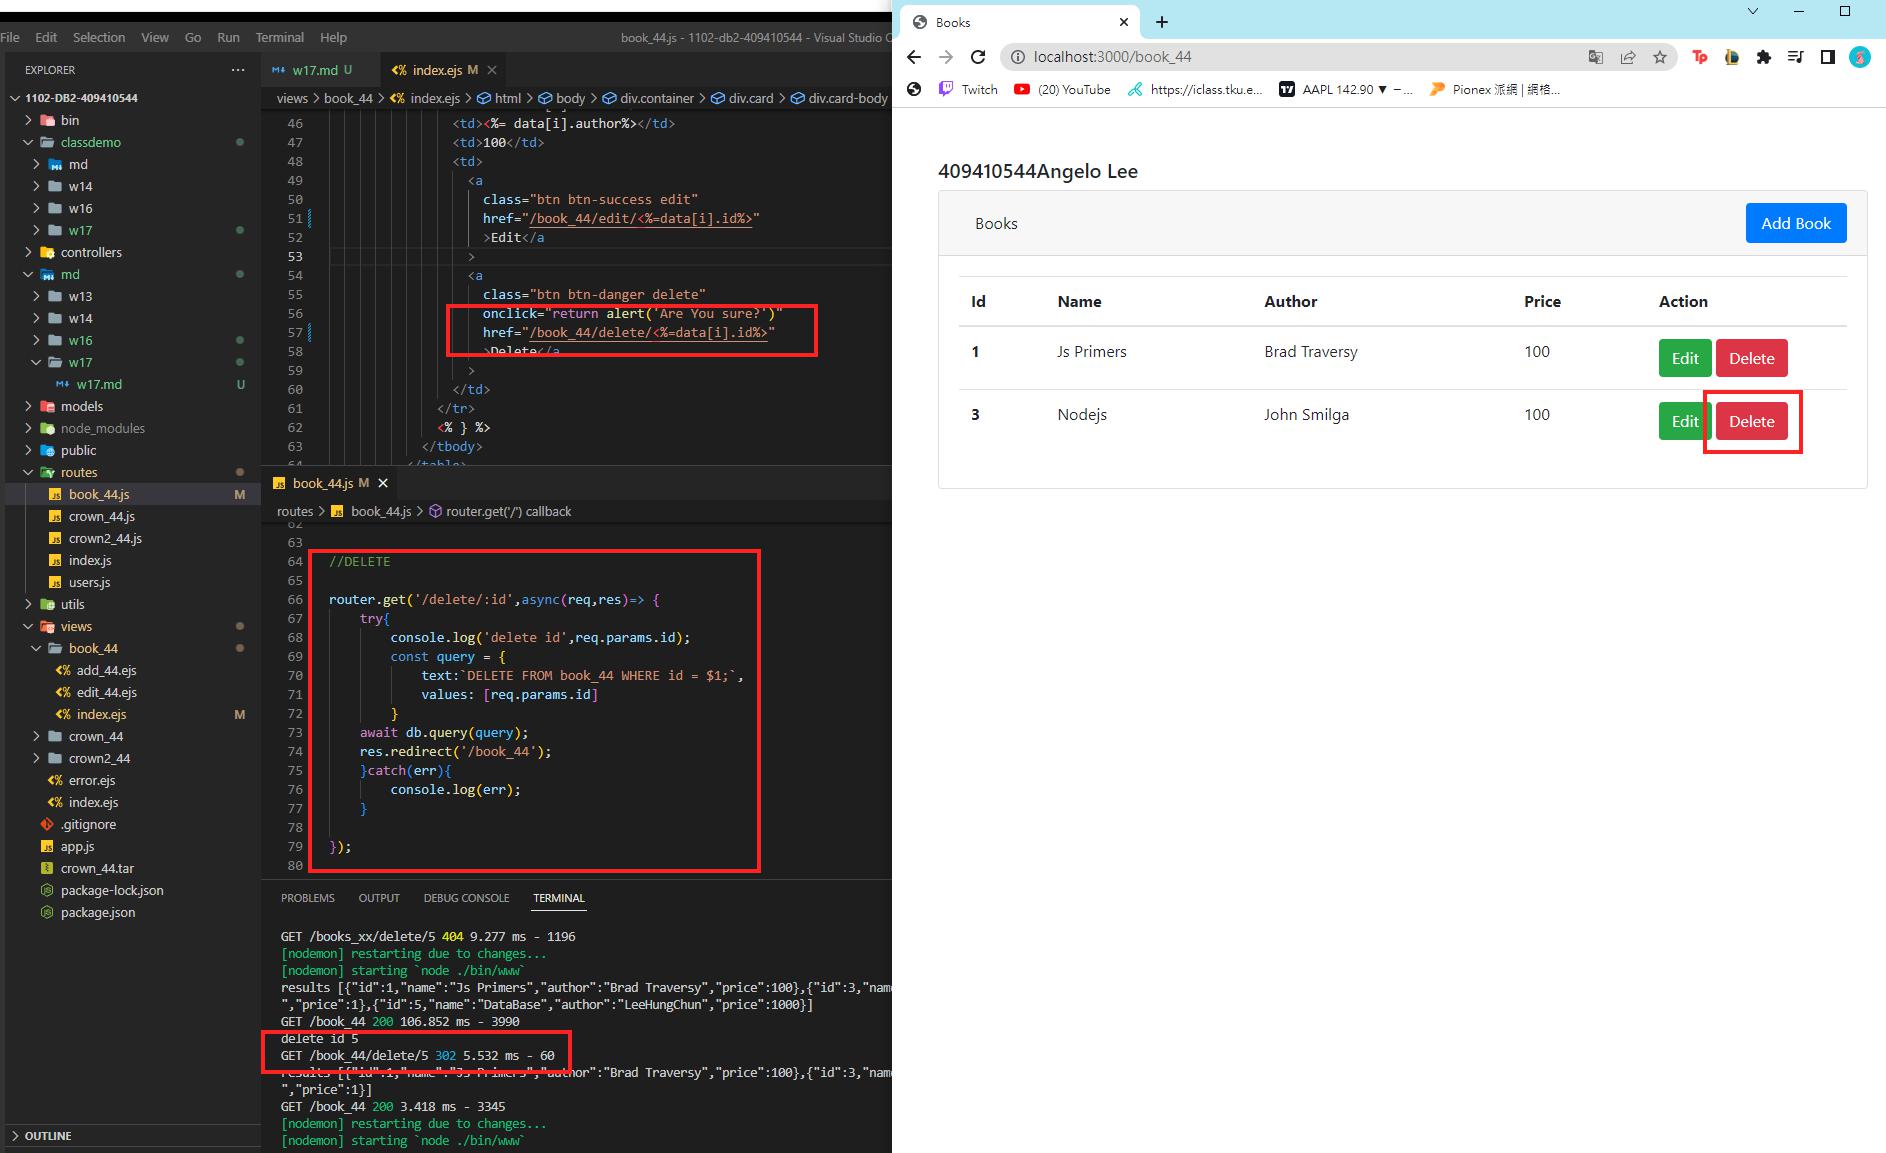 File Edit Selection View Go Run Terminal Help
book_44.js - 1102-db2-409410544 - Visual Studio C
EXPLORER
1102-DB2-409410544
bin
classdemo
md
w14
w16
w17
controllers
md
w13
w14
w16
w17
w17.md U
models
node_modules
public
routes
book_44.js M
crown_44.js
crown2_44.js
index.js
users.js
utils
views
book_44
add_44.ejs
edit_44.ejs
index.ejs M
crown_44
crown2_44
error.ejs
index.ejs
.gitignore
app.js
crown_44.tar
package-lock.json
package.json
OUTLINE
w17.md U index.ejs M
views > book_44 > index.ejs > html > body > div.container > div.card > div.card-body
46 <td><%= data[i].author%></td>
47 <td>100</td>
48 <td>
49 <a
50 class="btn btn-success edit"
51 href="/book_44/edit/<%=data[i].id%>"
52 >Edit</a
53 >
54 <a
55 class="btn btn-danger delete"
56 onclick="return alert('Are You sure?')"
57 href="/book_44/delete/<%=data[i].id%>"
58 >Delete</a
59 >
60 </td>
61 </tr>
62 <% } %>
63 </tbody>
64 </table>
book_44.js M
routes > book_44.js > router.get('/') callback
62
63
64 //DELETE
65
66 router.get('/delete/:id',async(req,res)=> {
67 try{
68 console.log('delete id',req.params.id);
69 const query = {
70 text:`DELETE FROM book_44 WHERE id = $1;`,
71 values: [req.params.id]
72 }
73 await db.query(query);
74 res.redirect('/book_44');
75 }catch(err){
76 console.log(err);
77 }
78
79 });
80
PROBLEMS OUTPUT DEBUG CONSOLE TERMINAL
GET /books_xx/delete/5 404 9.277 ms - 1196
[nodemon] restarting due to changes...
[nodemon] starting `node ./bin/www`
results [{"id":1,"name":"Js Primers","author":"Brad Traversy","price":100},{"id":3,"nam
","price":1},{"id":5,"name":"DataBase","author":"LeeHungChun","price":1000}]
GET /book_44 200 106.852 ms - 3990
delete id 5
GET /book_44/delete/5 302 5.532 ms - 60
results [{"id":1,"name":"Js Primers","author":"Brad Traversy","price":100},{"id":3,"nam
","price":1}]
GET /book_44 200 3.418 ms - 3345
[nodemon] restarting due to changes...
[nodemon] starting `node ./bin/www`
Books
localhost:3000/book_44
Twitch (20) YouTube https://iclass.tku.e... AAPL 142.90 ▼ −... Pionex 派網 | 網格...
409410544Angelo Lee
Books Add Book
Id Name Author Price Action
1 Js Primers Brad Traversy 100 Edit Delete
3 Nodejs John Smilga 100 Edit Delete